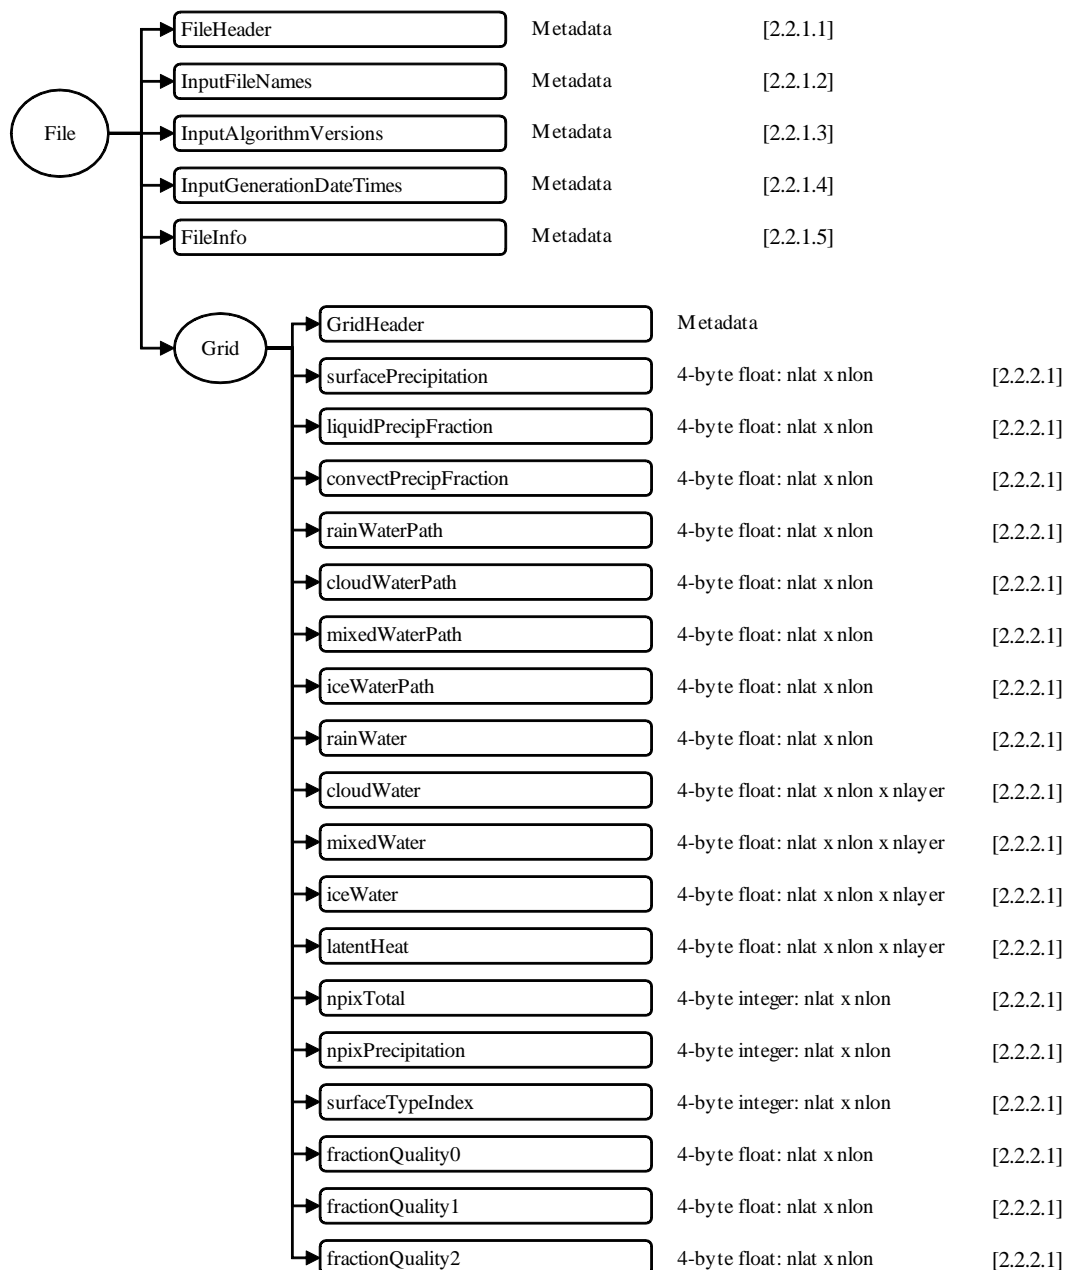 FileHeader Metadata [2.2.1.1]
InputFileNames Metadata [2.2.1.2]
File
InputAlgorithmVersions Metadata [2.2.1.3]
InputGenerationDateTimes Metadata [2.2.1.4]
FileInfo Metadata [2.2.1.5]
GridHeader Metadata
Grid
surfacePrecipitation 4-byte float: nlat x nlon [2.2.2.1]
liquidPrecipFraction 4-byte float: nlat x nlon [2.2.2.1]
convectPrecipFraction 4-byte float: nlat x nlon [2.2.2.1]
rainWaterPath 4-byte float: nlat x nlon [2.2.2.1]
cloudWaterPath 4-byte float: nlat x nlon [2.2.2.1]
mixedWaterPath 4-byte float: nlat x nlon [2.2.2.1]
iceWaterPath 4-byte float: nlat x nlon [2.2.2.1]
rainWater 4-byte float: nlat x nlon [2.2.2.1]
cloudWater 4-byte float: nlat x nlon x nlayer [2.2.2.1]
mixedWater 4-byte float: nlat x nlon x nlayer [2.2.2.1]
iceWater 4-byte float: nlat x nlon x nlayer [2.2.2.1]
latentHeat 4-byte float: nlat x nlon x nlayer [2.2.2.1]
npixTotal 4-byte integer: nlat x nlon [2.2.2.1]
npixPrecipitation 4-byte integer: nlat x nlon [2.2.2.1]
surfaceTypeIndex 4-byte integer: nlat x nlon [2.2.2.1]
fractionQuality0 4-byte float: nlat x nlon [2.2.2.1]
fractionQuality1 4-byte float: nlat x nlon [2.2.2.1]
fractionQuality2 4-byte float: nlat x nlon [2.2.2.1]